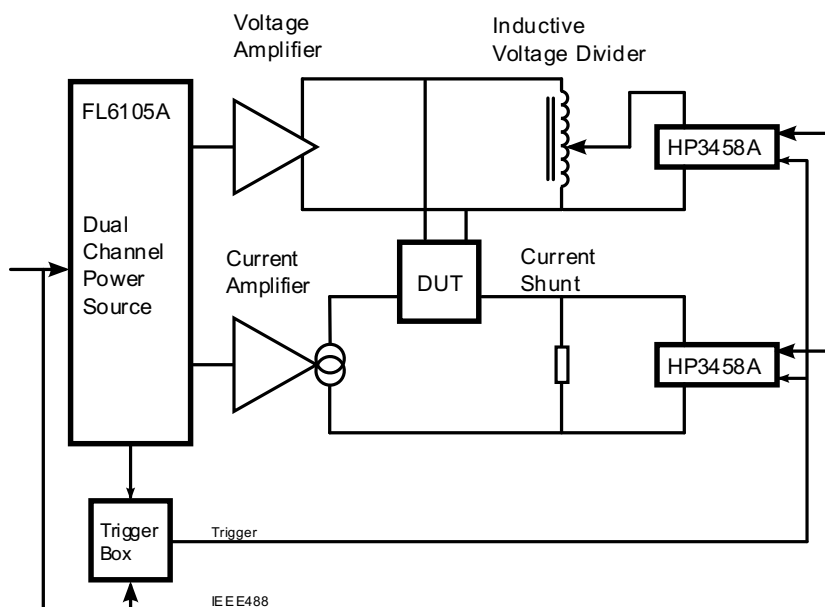 Voltage
Amplifier
Inductive
Voltage Divider
FL6105A
HP3458A
Dual
Channel
Power
Source
Current
Amplifier
DUT
Current
Shunt
HP3458A
Trigger
Box
Trigger
IEEE488